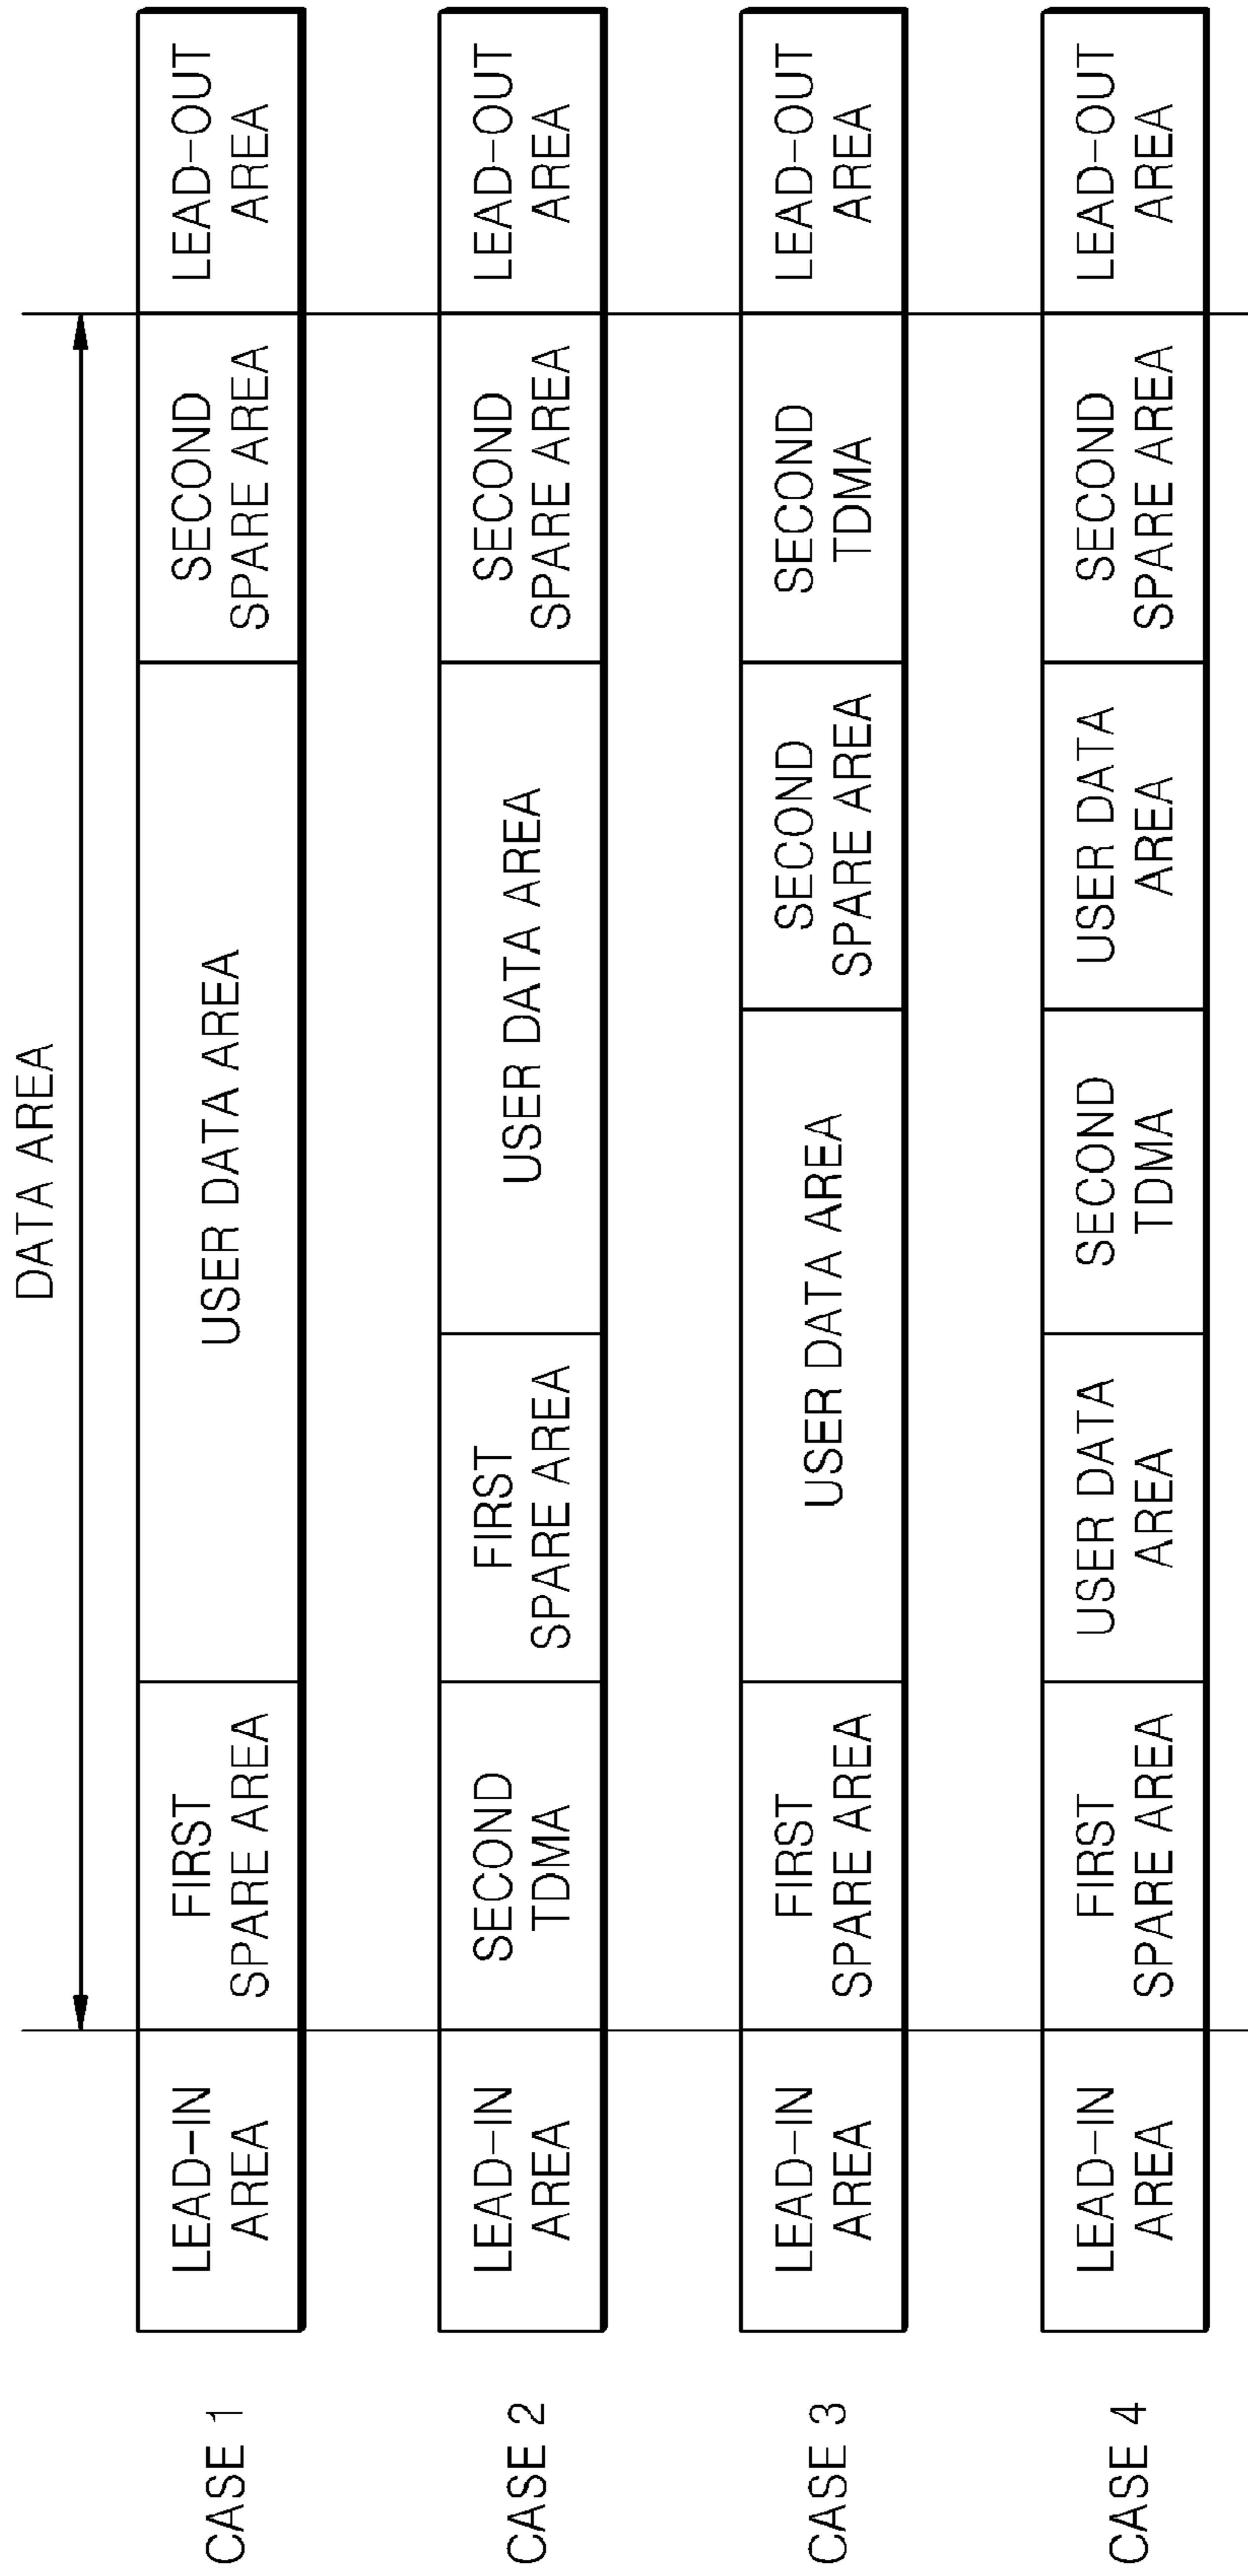 DATA AREA
CASE 1
LEAD-IN
AREA
FIRST
SPARE AREA
USER DATA AREA
SECOND
SPARE AREA
LEAD-OUT
AREA
CASE 2
LEAD-IN
AREA
SECOND
TDMA
FIRST
SPARE AREA
USER DATA AREA
SECOND
SPARE AREA
LEAD-OUT
AREA
CASE 3
LEAD-IN
AREA
FIRST
SPARE AREA
USER DATA AREA
SECOND
SPARE AREA
SECOND
TDMA
LEAD-OUT
AREA
CASE 4
LEAD-IN
AREA
FIRST
SPARE AREA
USER DATA
AREA
SECOND
TDMA
USER DATA
AREA
SECOND
SPARE AREA
LEAD-OUT
AREA